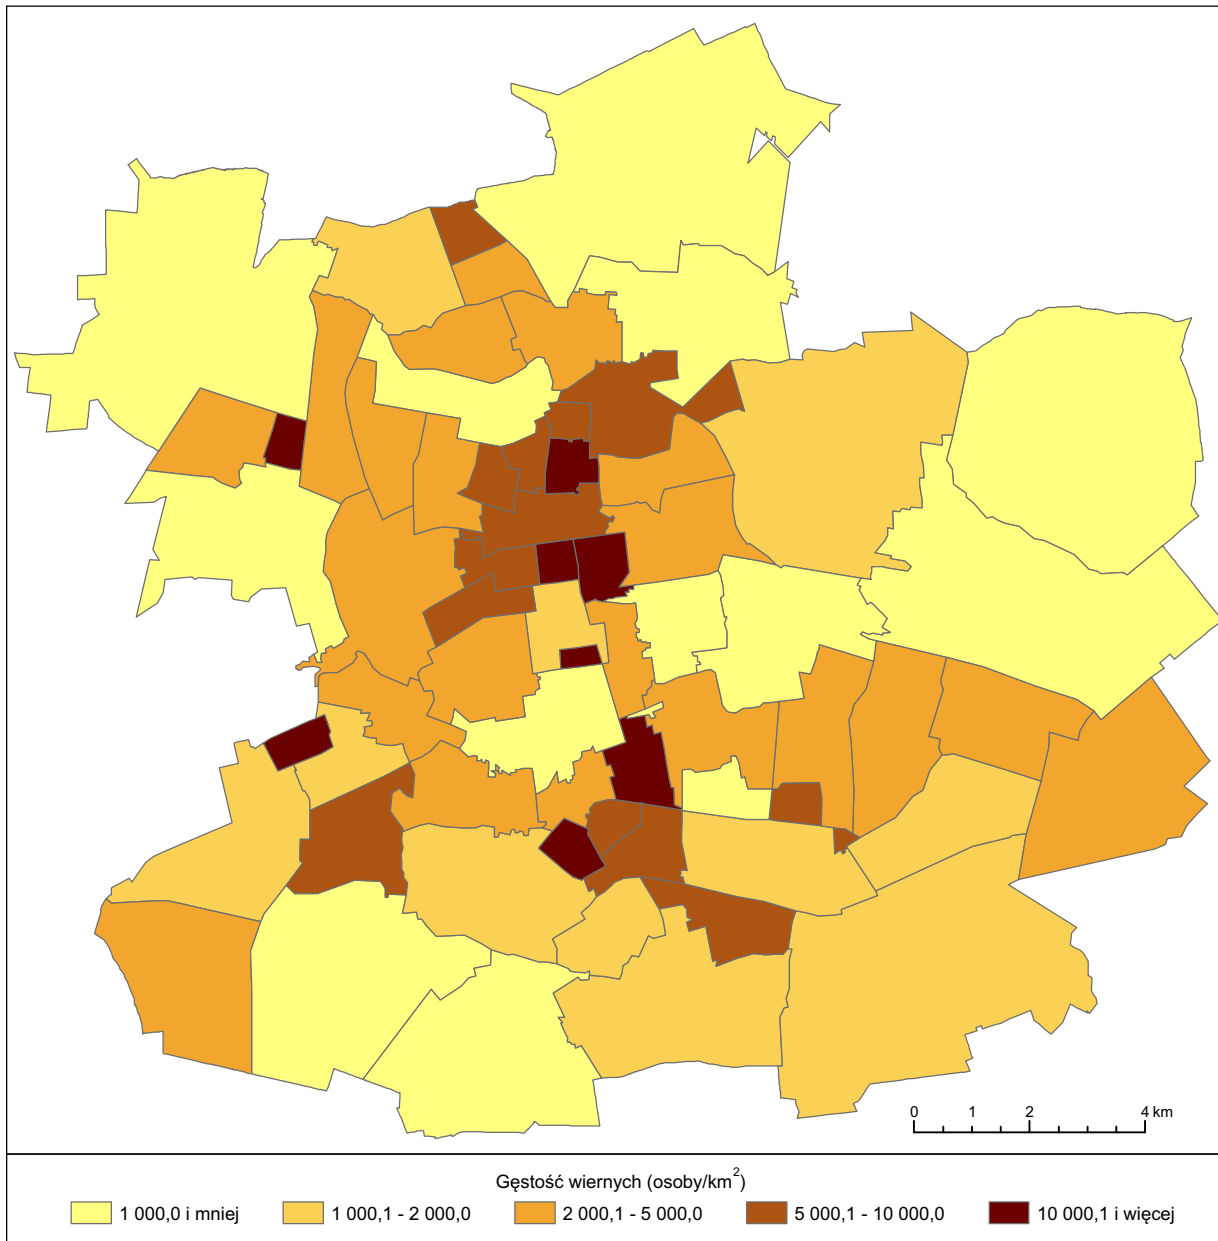 0 1 2 4 km
Gęstość wiernych (osoby/km²)
1 000,0 i mniej 1 000,1 - 2 000,0 2 000,1 - 5 000,0 5 000,1 - 10 000,0 10 000,1 i więcej